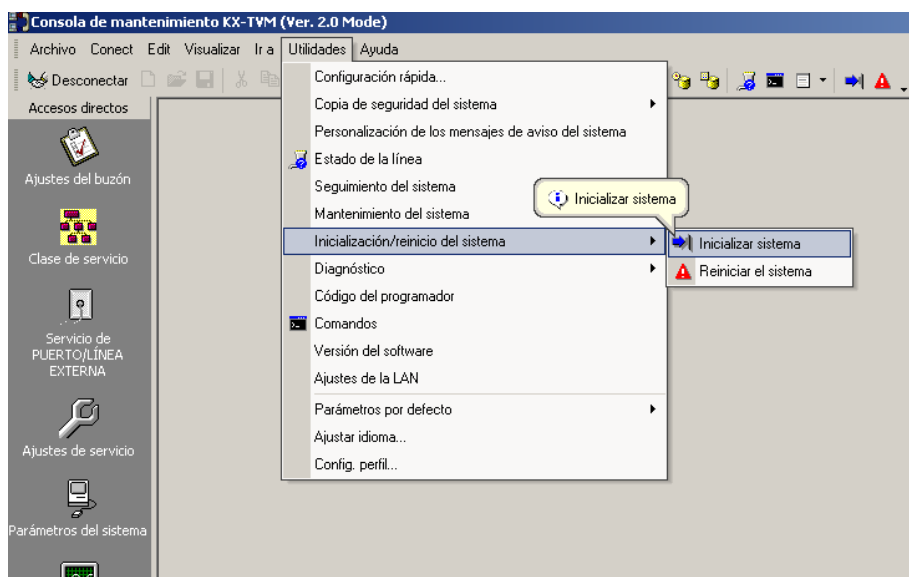 Consola de mantenimiento KX-TVM (Ver. 2.0 Mode)
Archivo Conect Edit Visualizar Ir a Utilidades Ayuda
Desconectar
Accesos directos
Ajustes del buzón
Clase de servicio
Servicio de
PUERTO/LÍNEA
EXTERNA
Ajustes de servicio
Parámetros del sistema
Configuración rápida...
Copia de seguridad del sistema
Personalización de los mensajes de aviso del sistema
Estado de la línea
Seguimiento del sistema
Mantenimiento del sistema
Inicialización/reinicio del sistema
Diagnóstico
Código del programador
Comandos
Versión del software
Ajustes de la LAN
Parámetros por defecto
Ajustar idioma...
Config. perfil...
Inicializar sistema
Inicializar sistema
Reiniciar el sistema